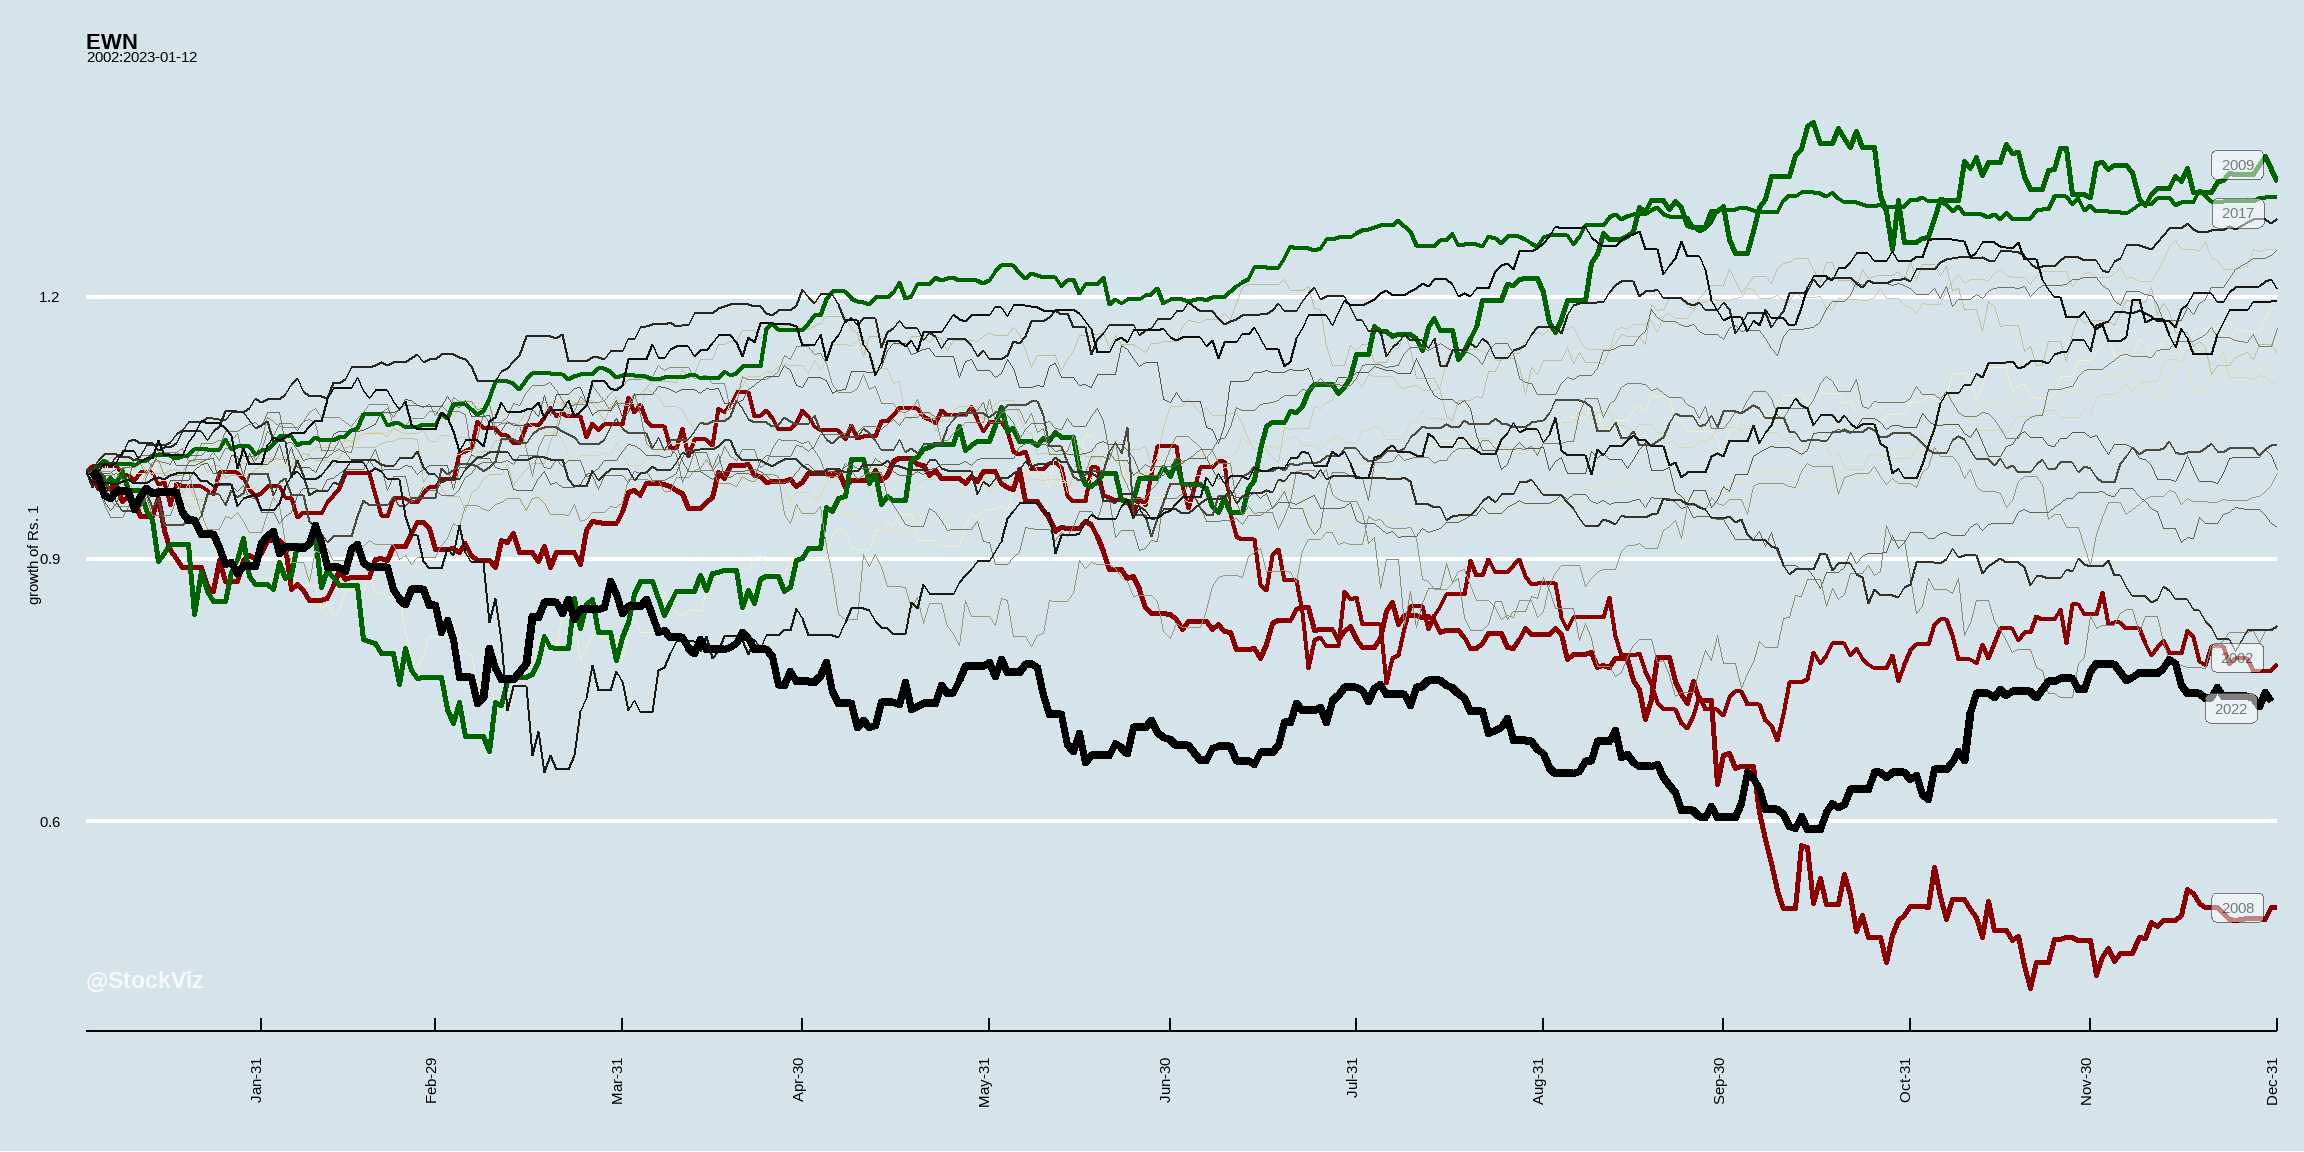 EWN
2002:2023-01-12
2009
2017
1.2
growth of Rs. 1
0.9
2002
2022
0.6
2008
@StockViz
Jan-31
Feb-29
Mar-31
Apr-30
May-31
Jun-30
Jul-31
Aug-31
Sep-30
Oct-31
Nov-30
Dec-31